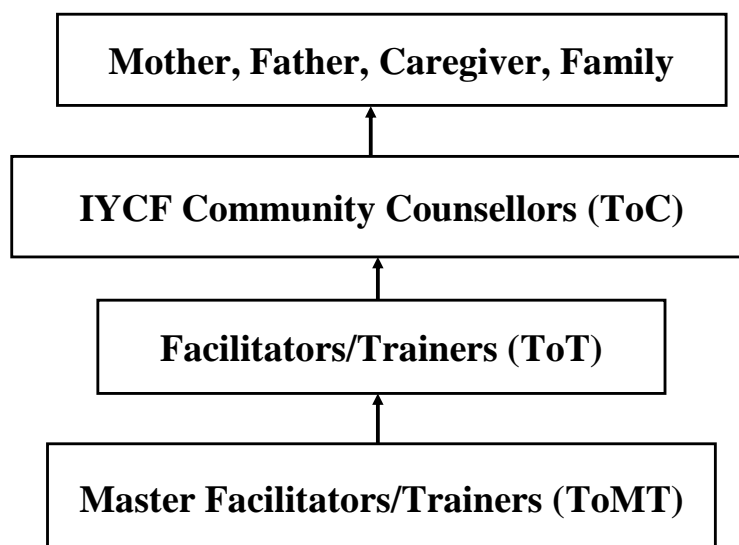 Mother, Father, Caregiver, Family
IYCF Community Counsellors (ToC)
Facilitators/Trainers (ToT)
Master Facilitators/Trainers (ToMT)